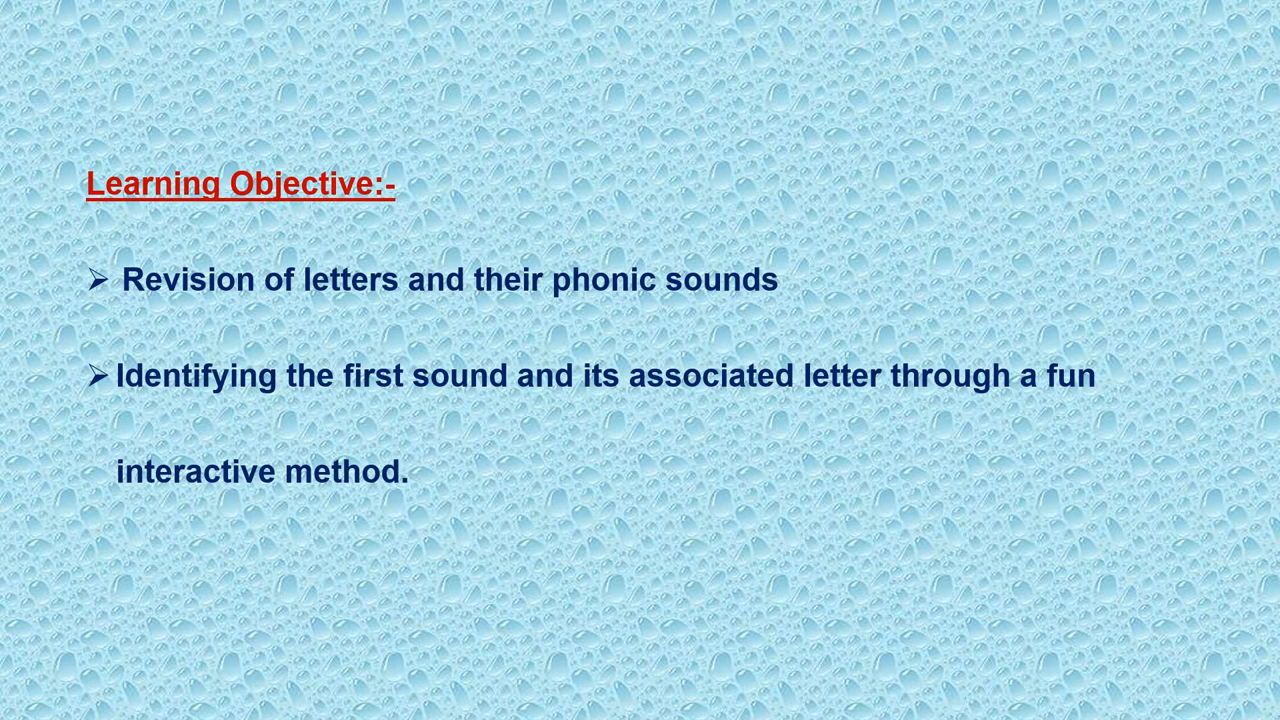 Learning Objective:-
➢ Revision of letters and their phonic sounds
➢ Identifying the first sound and its associated letter through a fun
interactive method.